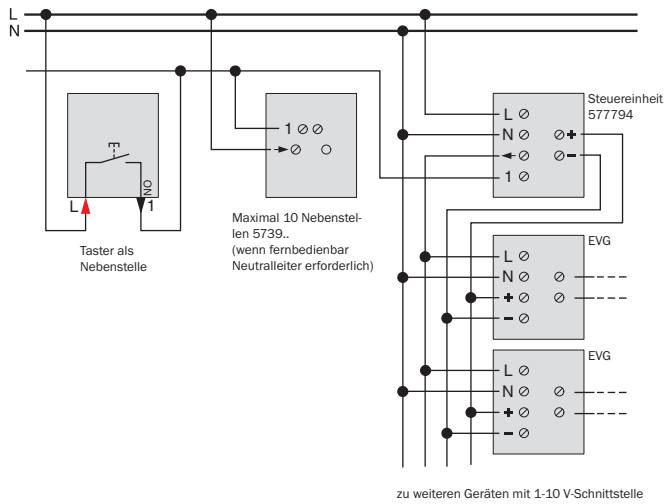 L
N
Steuereinheit
577794
L
N
+
–
1
1
L
NO
1
Taster als
Nebenstelle
Maximal 10 Nebenstel-
len 5739..
(wenn fernbedienbar
Neutralleiter erforderlich)
EVG
L
N
+
–
EVG
L
N
+
–
zu weiteren Geräten mit 1-10 V-Schnittstelle